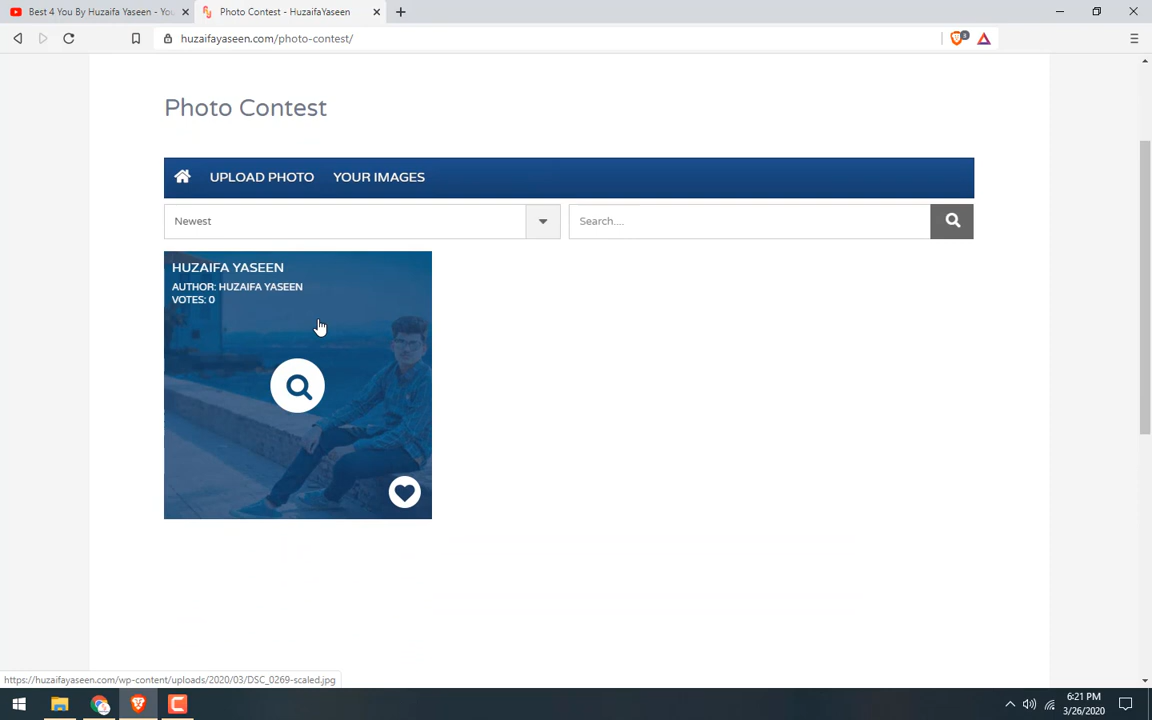 Best 4 You By Huzaifa Yaseen - You
Photo Contest - HuzaifaYaseen
huzaifayaseen.com/photo-contest/
3
Photo Contest
UPLOAD PHOTO YOUR IMAGES
Newest
Search....
HUZAIFA YASEEN
AUTHOR: HUZAIFA YASEEN
VOTES: 0
https://huzaifayaseen.com/wp-content/uploads/2020/03/DSC_0269-scaled.jpg
6:21 PM
3/26/2020